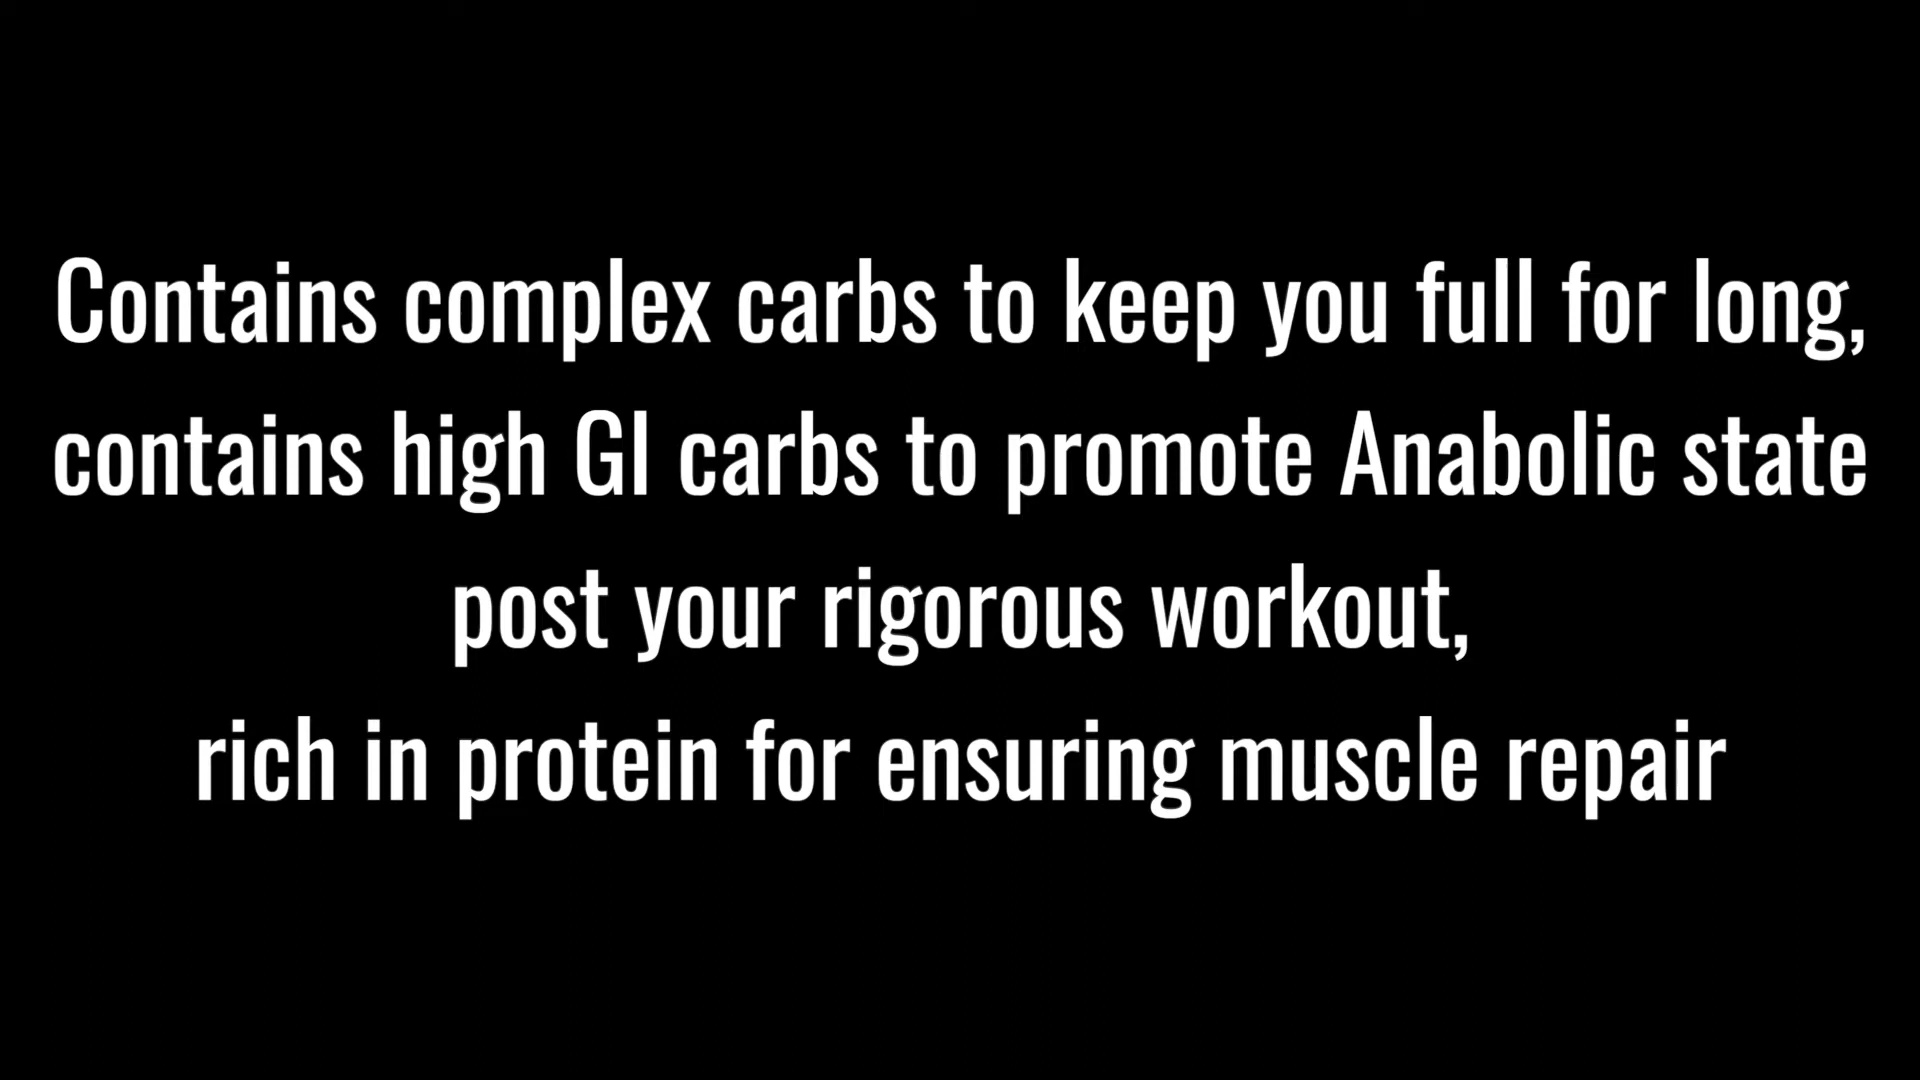 Contains complex carbs to keep you full for long,
contains high GI carbs to promote Anabolic state
post your rigorous workout,
rich in protein for ensuring muscle repair